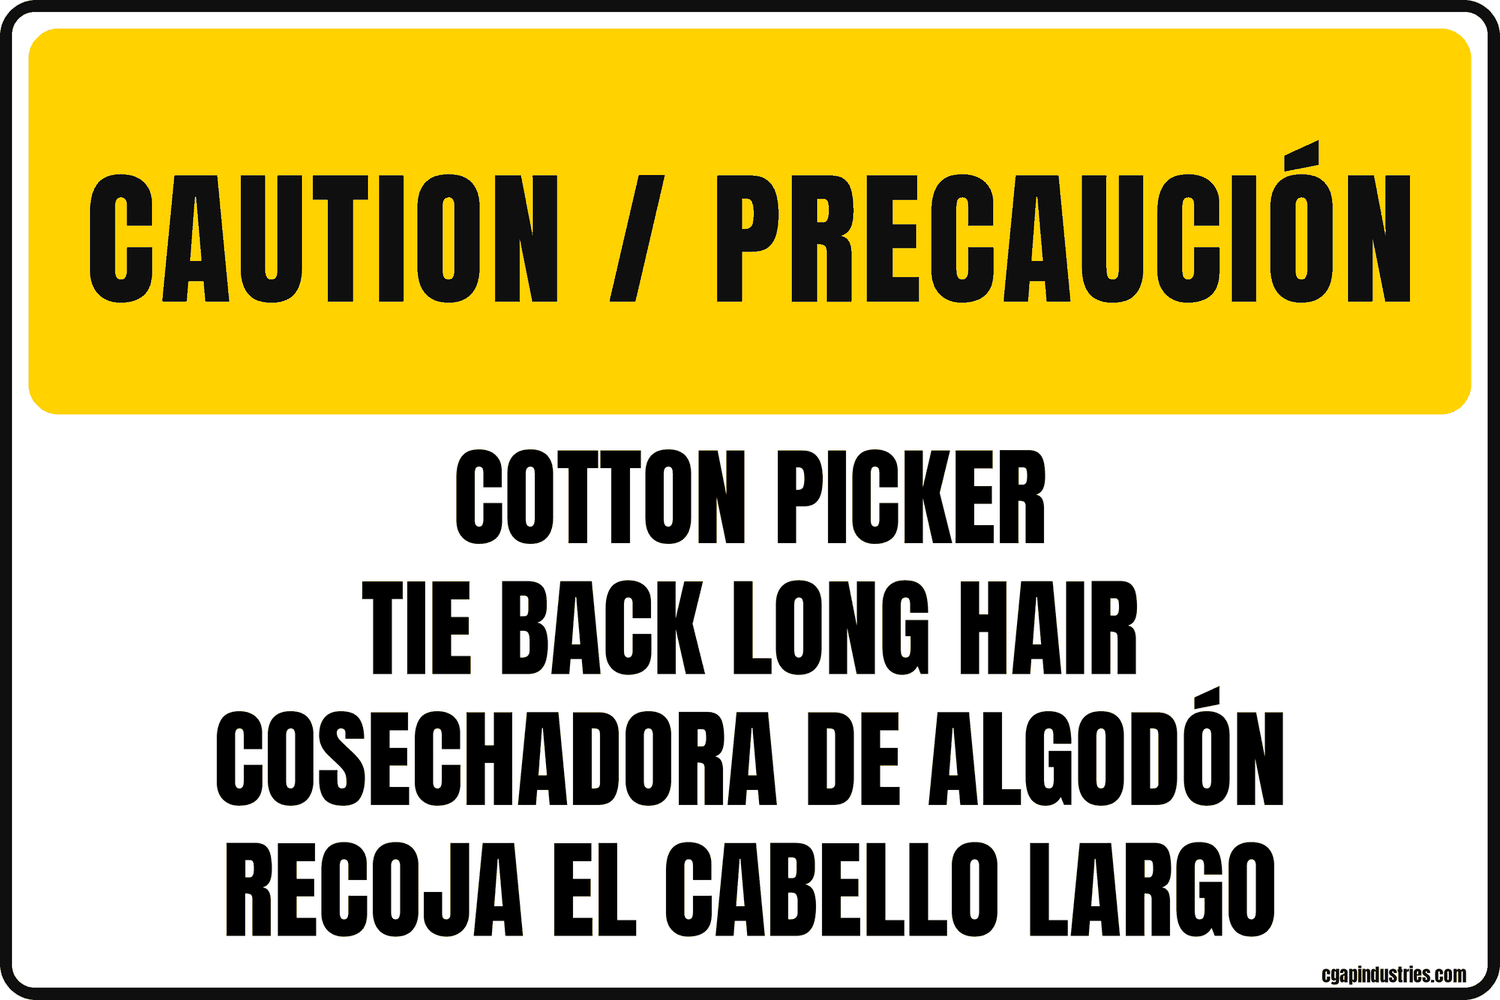 CAUTION / PRECAUCIÓN
COTTON PICKER
TIE BACK LONG HAIR
COSECHADORA DE ALGODÓN
RECOJA EL CABELLO LARGO
cgapindustries.com